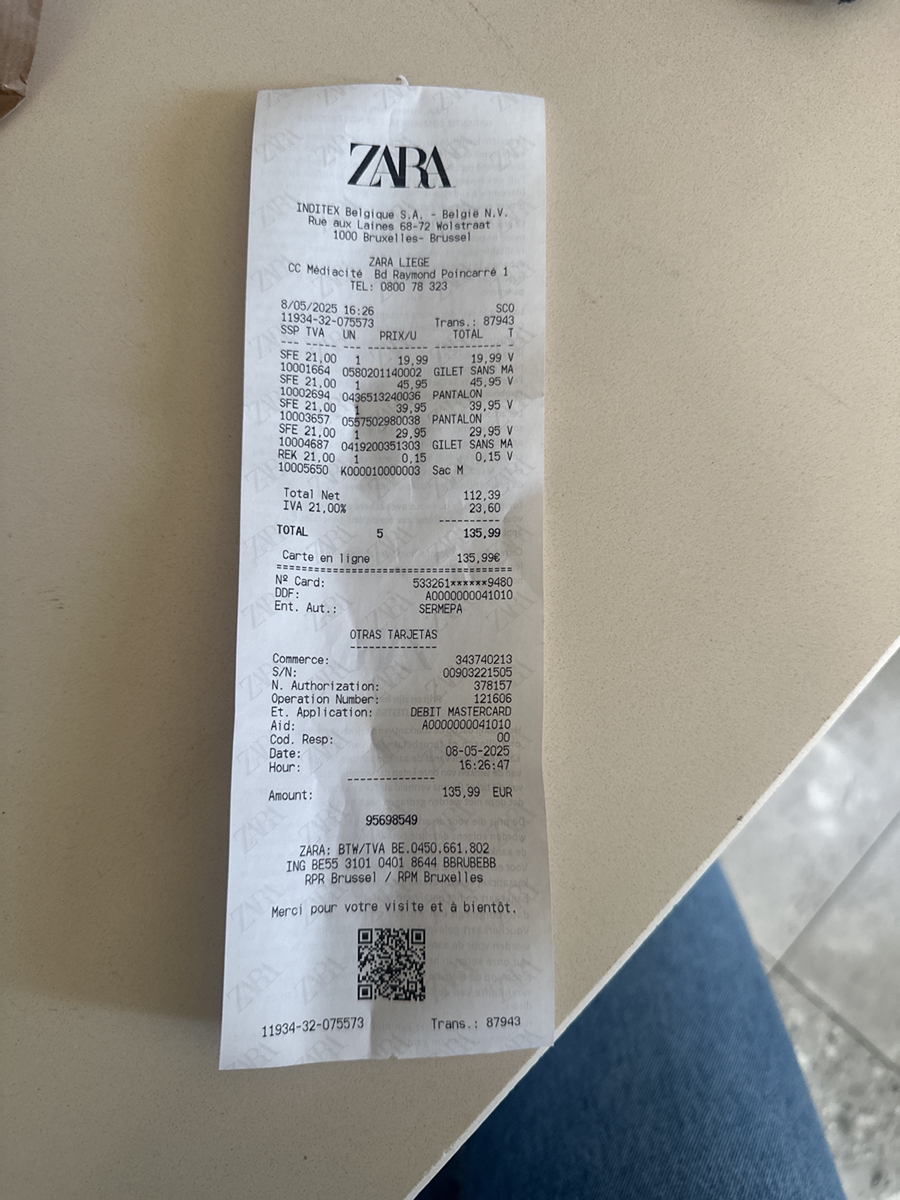 ZARA
INDITEX Belgique S.A. - België N.V.
Rue aux Laines 68-72 Wolstraat
1000 Bruxelles- Brussel
ZARA LIEGE
CC Médiacité Bd Raymond Poincarré 1
TEL: 0800 78 323
8/05/2025 16:26 SCO
11934-32-075573 Trans.: 87943
SSP TVA UN PRIX/U TOTAL T
--- ----- --- --------- ---------- -
SFE 21,00 1 19,99 19,99 V
10001664 0580201140002 GILET SANS MA
SFE 21,00 1 45,95 45,95 V
10002694 0436513240036 PANTALON
SFE 21,00 1 39,95 39,95 V
10003657 0557502980038 PANTALON
SFE 21,00 1 29,95 29,95 V
10004687 0419200351303 GILET SANS MA
REK 21,00 1 0,15 0,15 V
10005650 K000010000003 Sac M
Total Net 112,39
IVA 21,00% 23,60
----------
TOTAL 5 135,99
Carte en ligne 135,99€
======================================
Nº Card: 533261******9480
DDF: A0000000041010
Ent. Aut.: SERMEPA
OTRAS TARJETAS
--------------
Commerce: 343740213
S/N: 00903221505
N. Authorization: 378157
Operation Number: 121606
Et. Application: DEBIT MASTERCARD
Aid: A0000000041010
Cod. Resp: 00
Date: 08-05-2025
Hour: 16:26:47
--------------
Amount: 135,99 EUR
95698549
ZARA: BTW/TVA BE.0450.661.802
ING BE55 3101 0401 8644 BBRUBEBB
RPR Brussel / RPM Bruxelles
Merci pour votre visite et à bientôt.
11934-32-075573 Trans.: 87943